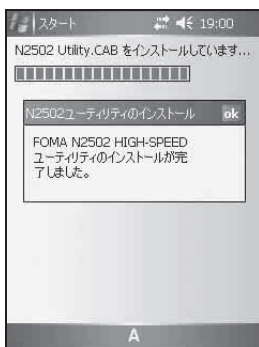 スタート 19:00
N2502 Utility.CAB をインストールしています...
N2502ユーティリティのインストール ok
FOMA N2502 HIGH-SPEED
ユーティリティのインストールが完
了しました。
A